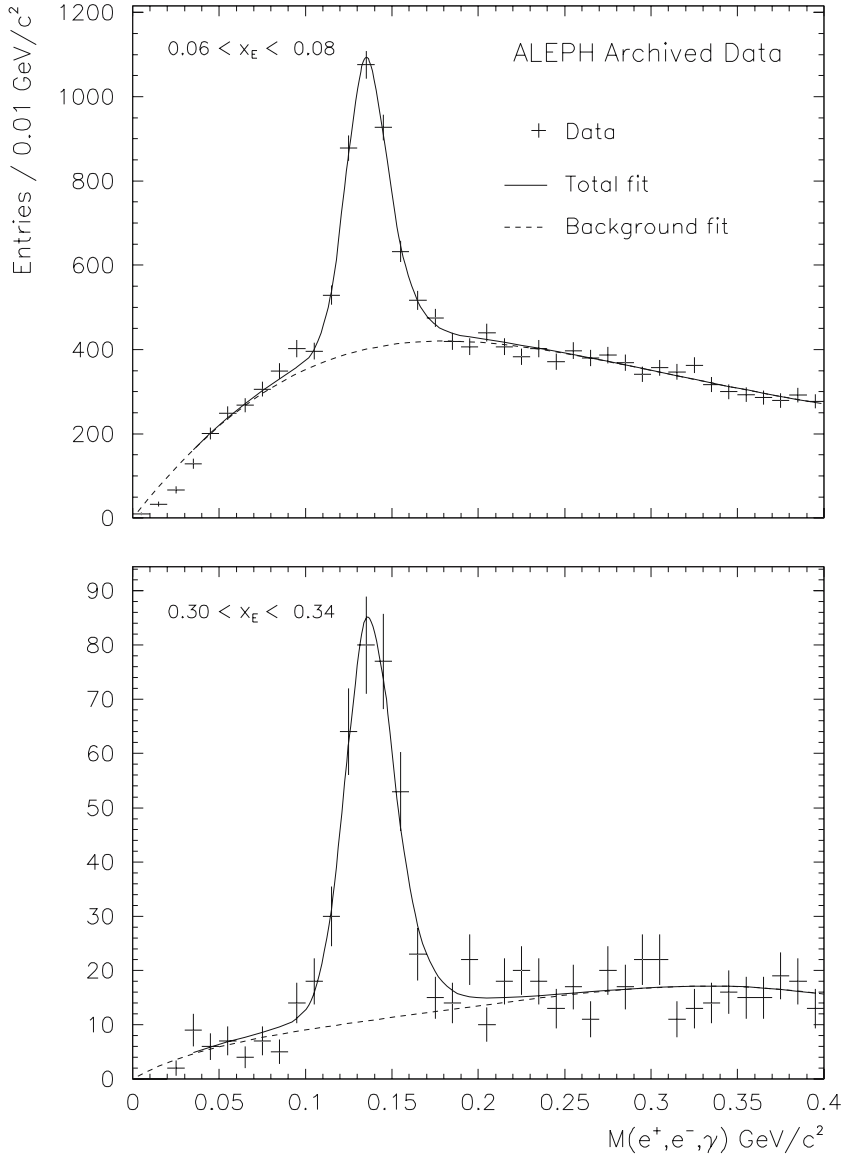 Entries / 0.01 GeV/c²
1200
1000
800
600
400
200
0
0.06 < x_E < 0.08
ALEPH Archived Data
Data
Total fit
Background fit
90
80
70
60
50
40
30
20
10
0
0.30 < x_E < 0.34
0 0.05 0.1 0.15 0.2 0.25 0.3 0.35 0.4
M(e⁺,e⁻,γ) GeV/c²